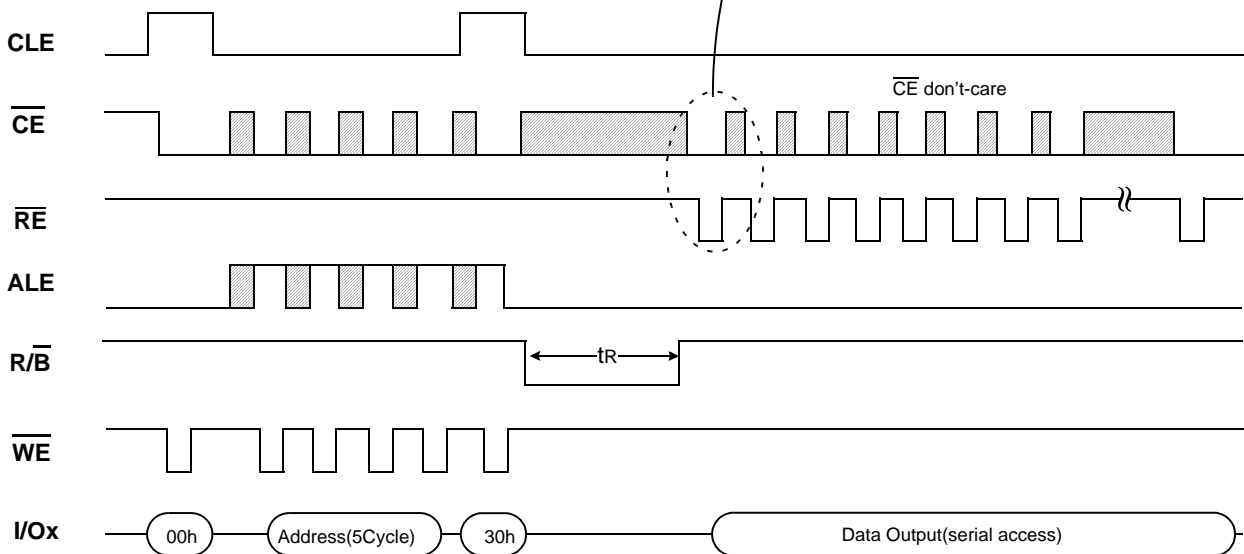 CLE
CE
CE don't-care
RE
ALE
R/B
tR
WE
I/Ox
00h
Address(5Cycle)
30h
Data Output(serial access)